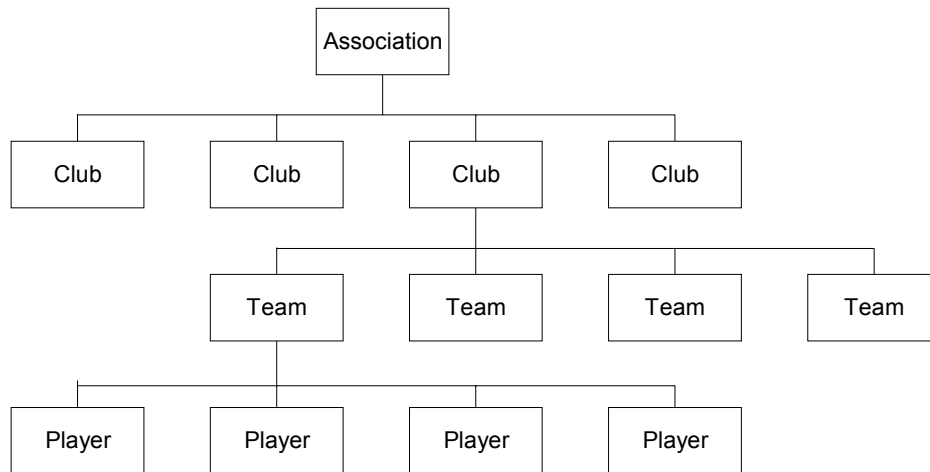 Association
Club Club Club Club
Team Team Team Team
Player Player Player Player